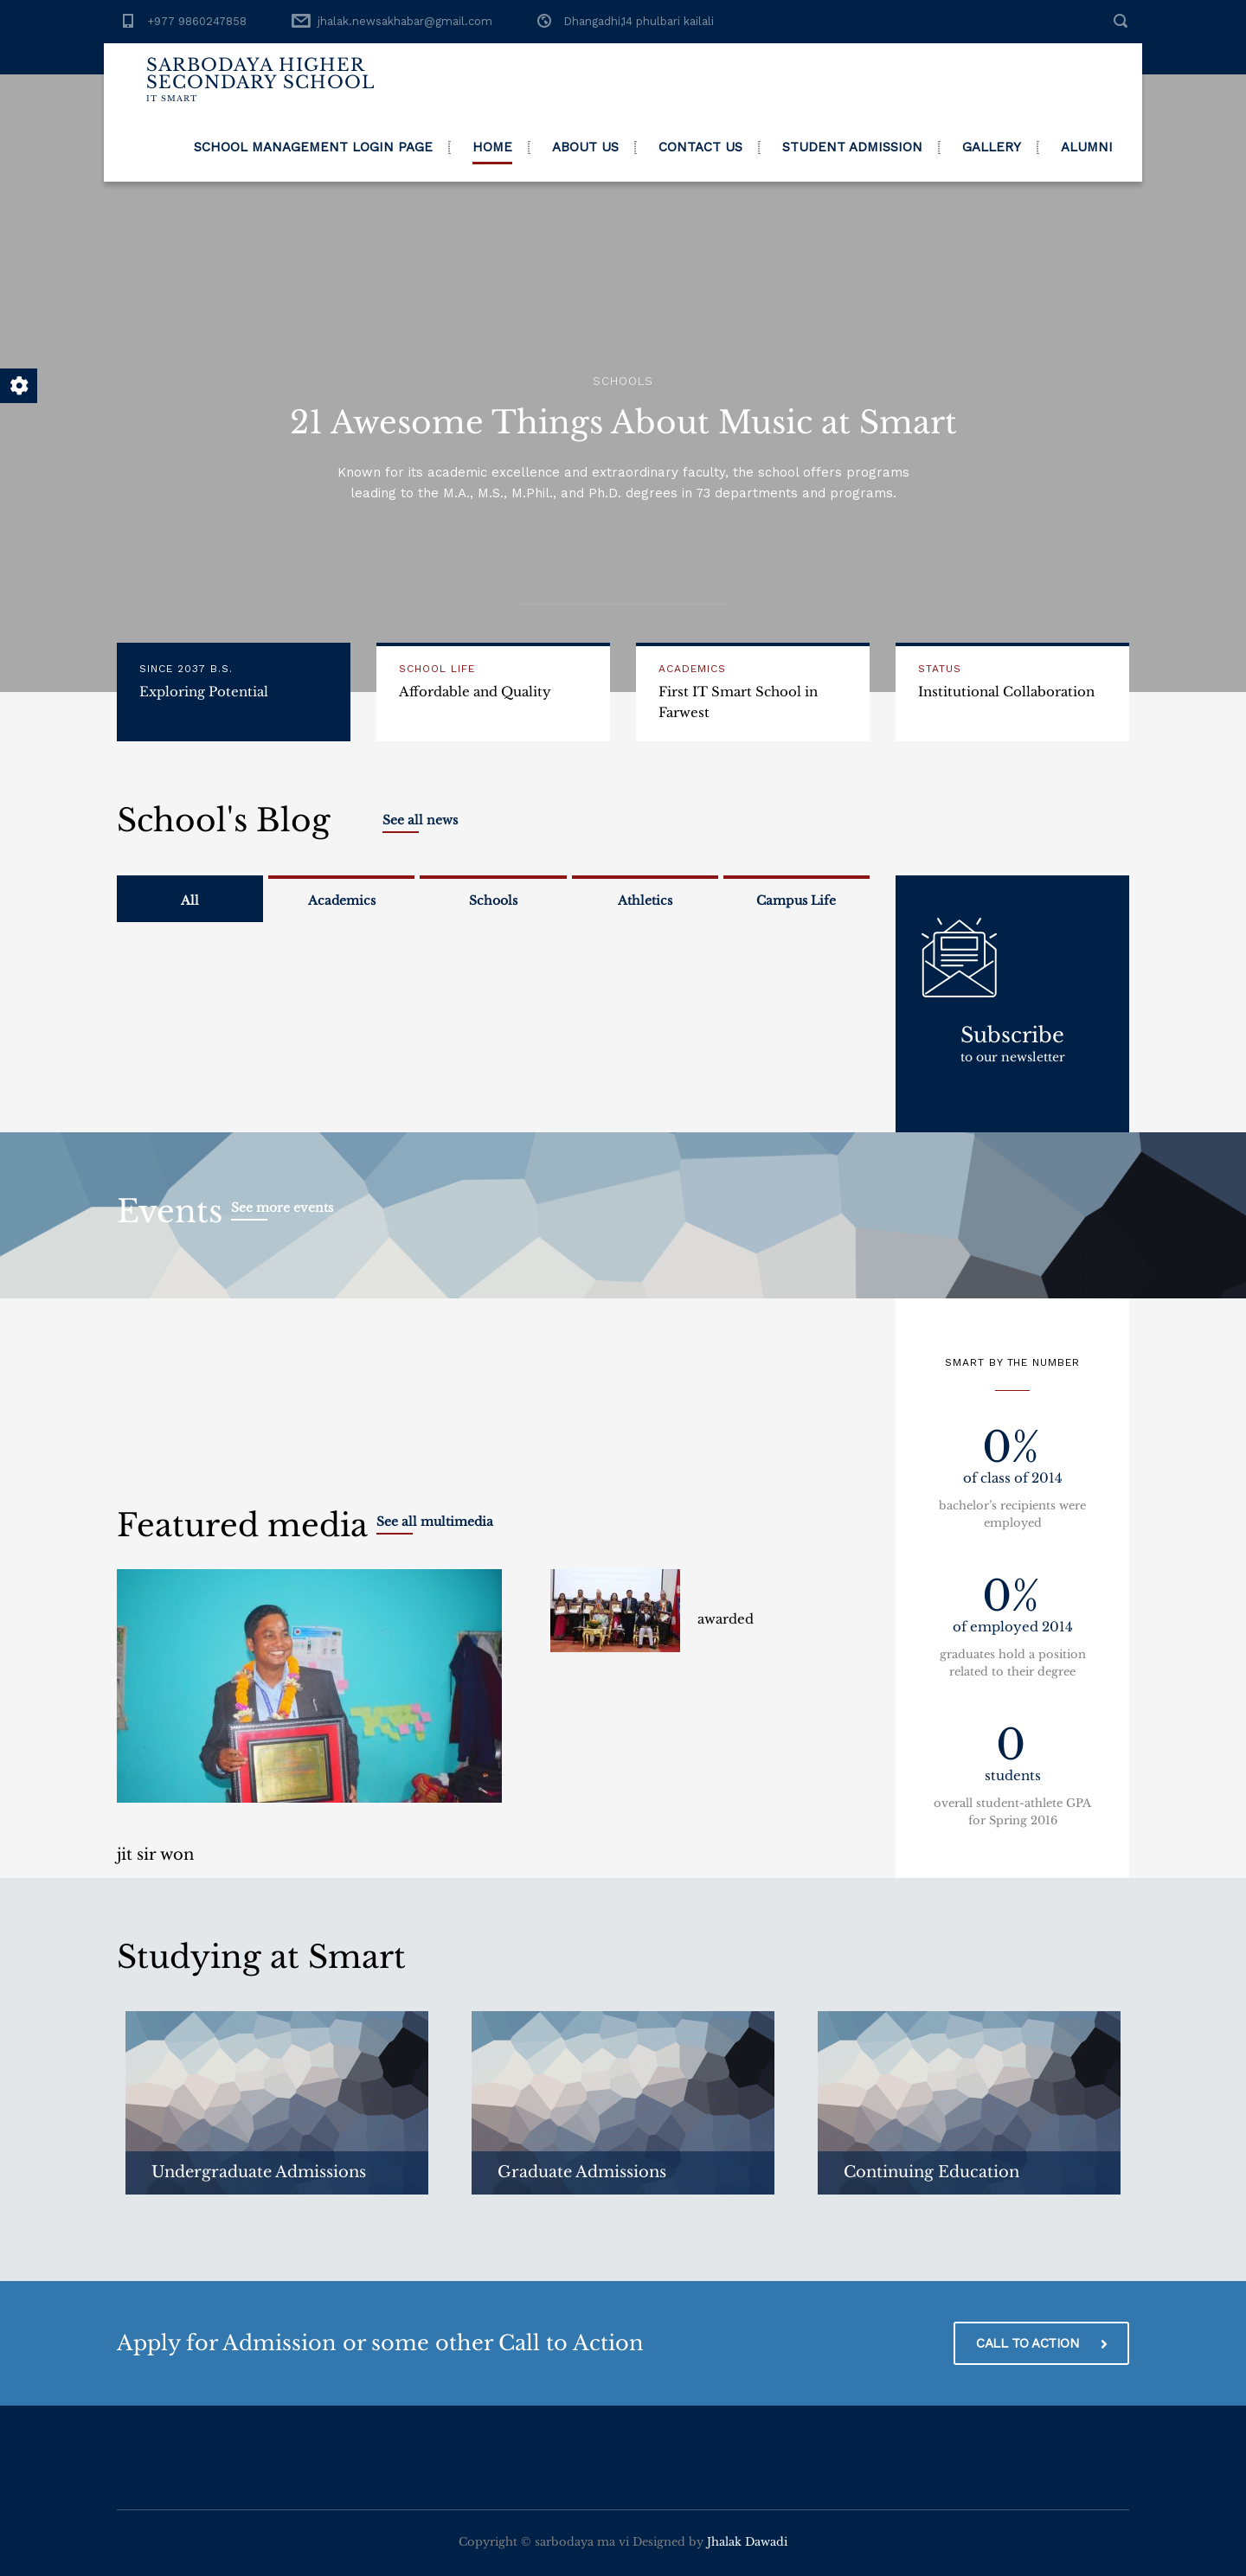 +977 9860247858
jhalak.newsakhabar@gmail.com
Dhangadhi,14 phulbari kailali
SARBODAYA HIGHER
SECONDARY SCHOOL
IT SMART
SCHOOL MANAGEMENT LOGIN PAGE
HOME
ABOUT US
CONTACT US
STUDENT ADMISSION
GALLERY
ALUMNI
SCHOOLS
21 Awesome Things About Music at Smart
Known for its academic excellence and extraordinary faculty, the school offers programs
leading to the M.A., M.S., M.Phil., and Ph.D. degrees in 73 departments and programs.
SINCE 2037 B.S.
Exploring Potential
SCHOOL LIFE
Affordable and Quality
ACADEMICS
First IT Smart School in
Farwest
STATUS
Institutional Collaboration
School's Blog
See all news
All
Academics
Schools
Athletics
Campus Life
Subscribe
to our newsletter
Events
See more events
SMART BY THE NUMBER
0%
of class of 2014
bachelor's recipients were
employed
0%
of employed 2014
graduates hold a position
related to their degree
0
students
overall student-athlete GPA
for Spring 2016
Featured media
See all multimedia
awarded
jit sir won
Studying at Smart
Undergraduate Admissions
Graduate Admissions
Continuing Education
Apply for Admission or some other Call to Action
CALL TO ACTION
Copyright © sarbodaya ma vi Designed by Jhalak Dawadi